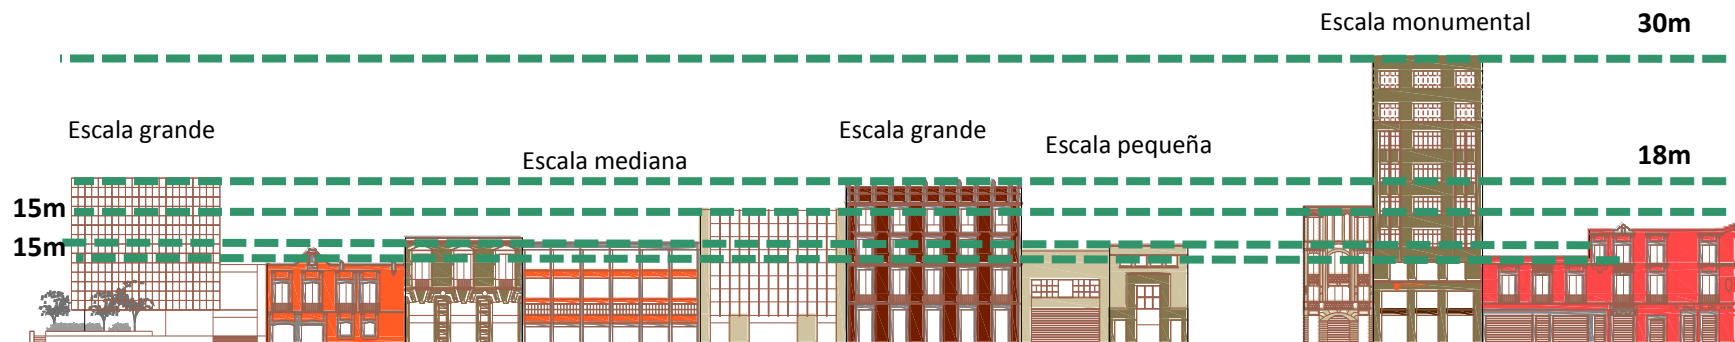 Escala monumental
30m
Escala grande
Escala grande
Escala pequeña
Escala mediana
18m
15m
15m